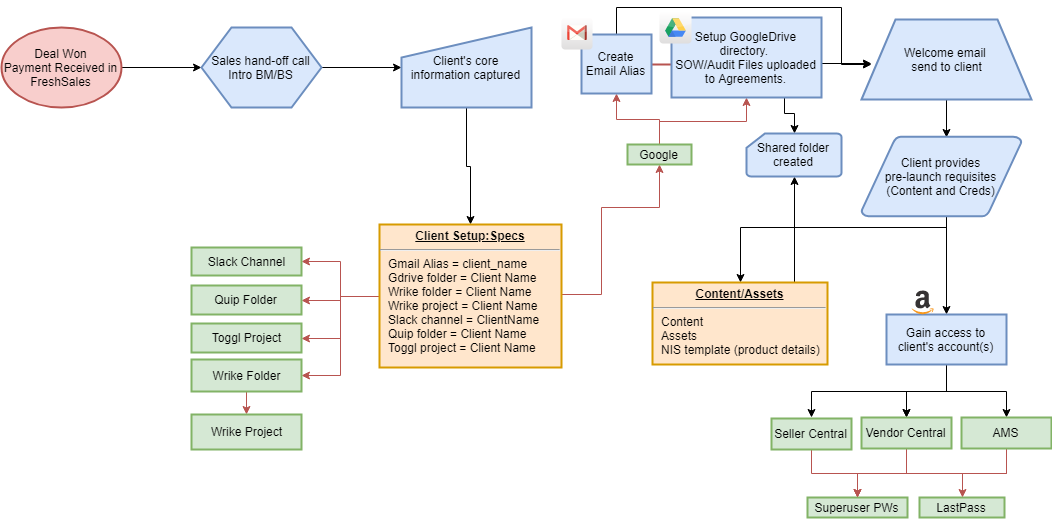 Deal Won
Payment Received in
FreshSales
Sales hand-off call
Intro BM/BS
Client's core
information captured
Create
Email Alias
Setup GoogleDrive
directory.
SOW/Audit Files uploaded
to Agreements.
Welcome email
send to client
Google
Shared folder
created
Client provides
pre-launch requisites
(Content and Creds)
Client Setup:Specs
Gmail Alias = client_name
Gdrive folder = Client Name
Wrike folder = Client Name
Wrike project = Client Name
Slack channel = ClientName
Quip folder = Client Name
Toggl project = Client Name
Slack Channel
Quip Folder
Toggl Project
Wrike Folder
Wrike Project
Content/Assets
Content
Assets
NIS template (product details)
a
Gain access to
client's account(s)
Seller Central
Vendor Central
AMS
Superuser PWs
LastPass